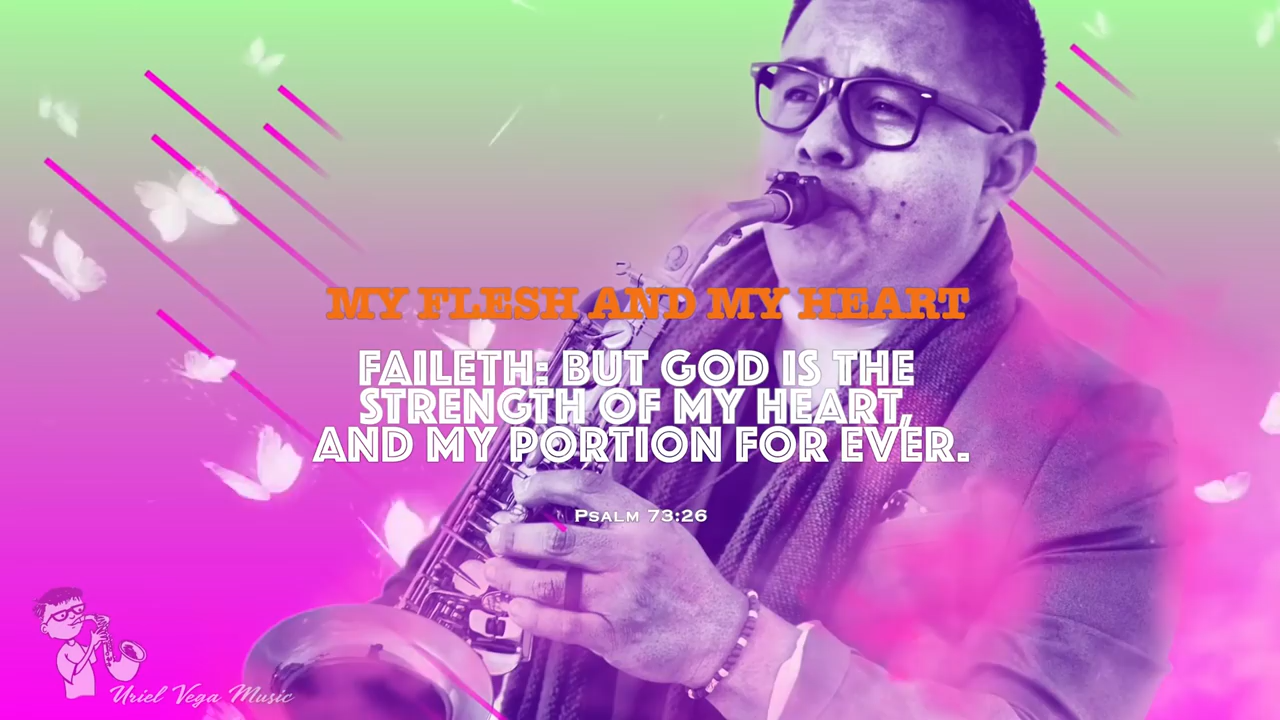 MY FLESH AND MY HEART
FAILETH: BUT GOD IS THE
STRENGTH OF MY HEART,
AND MY PORTION FOR EVER.
PSALM 73:26
Uriel Vega Music